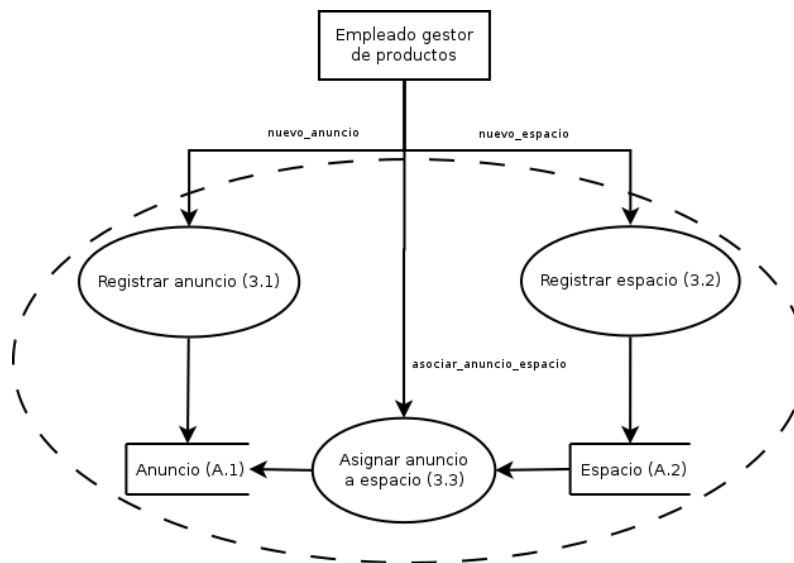 Empleado gestor
de productos
nuevo_anuncio
nuevo_espacio
Registrar anuncio (3.1)
Registrar espacio (3.2)
asociar_anuncio_espacio
Anuncio (A.1)
Asignar anuncio
a espacio (3.3)
Espacio (A.2)